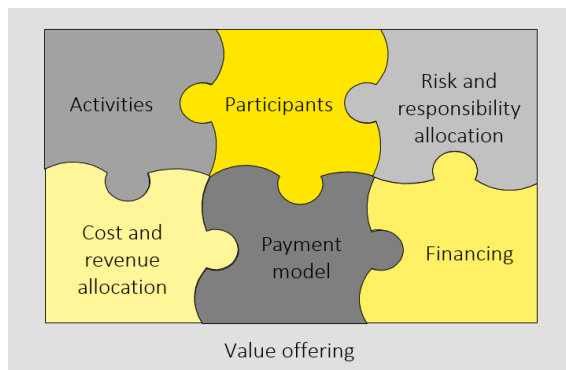 Activities
Participants
Risk and
responsibility
allocation
Cost and
revenue
allocation
Payment
model
Financing
Value offering